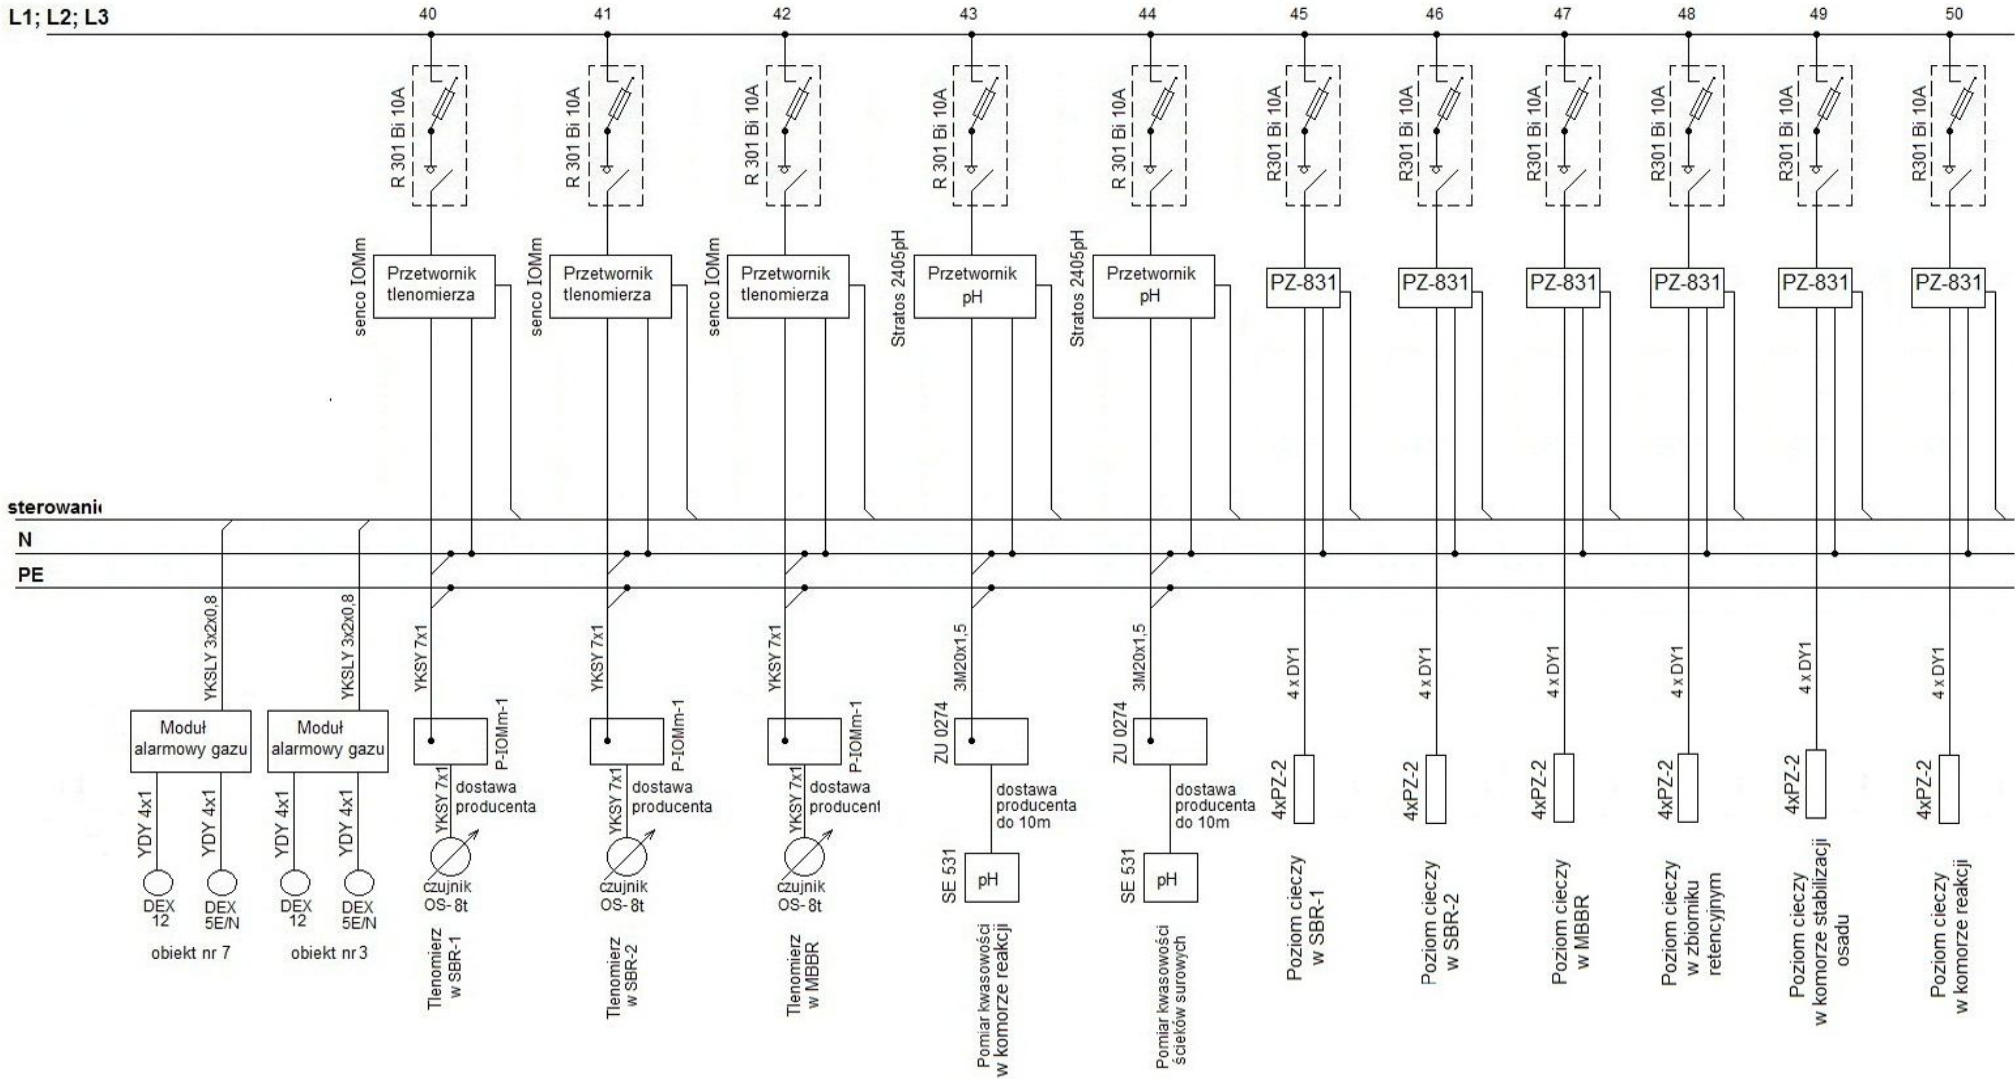 L1; L2; L3
40
41
42
43
44
45
46
47
48
49
50
R 301 Bi 10A
R 301 Bi 10A
R 301 Bi 10A
R 301 Bi 10A
R 301 Bi 10A
R301 Bi 10A
R301 Bi 10A
R301 Bi 10A
R301 Bi 10A
R301 Bi 10A
R301 Bi 10A
senco IOMm
Przetwornik
tlenomierza
senco IOMm
Przetwornik
tlenomierza
senco IOMm
Przetwornik
tlenomierza
Stratos 2405pH
Przetwornik
pH
Stratos 2405pH
Przetwornik
pH
PZ-831
PZ-831
PZ-831
PZ-831
PZ-831
PZ-831
sterowanie
N
PE
YKSLY 3x2x0,8
YKSLY 3x2x0,8
YKSY 7x1
YKSY 7x1
YKSY 7x1
3M20x1,5
3M20x1,5
4 x DY1
4 x DY1
4 x DY1
4 x DY1
4 x DY1
4 x DY1
Moduł
alarmowy gazu
Moduł
alarmowy gazu
P-IOMm-1
P-IOMm-1
P-IOMm-1
ZU 0274
ZU 0274
YDY 4x1
YDY 4x1
YDY 4x1
YDY 4x1
YKSY 7x1
dostawa
producenta
YKSY 7x1
dostawa
producenta
YKSY 7x1
dostawa
producent
dostawa
producenta
do 10m
dostawa
producenta
do 10m
4xPZ-2
4xPZ-2
4xPZ-2
4xPZ-2
4xPZ-2
4xPZ-2
DEX
12
DEX
5E/N
DEX
12
DEX
5E/N
czujnik
OS- 8t
czujnik
OS- 8t
czujnik
OS- 8t
SE 531
pH
SE 531
pH
obiekt nr 7
obiekt nr 3
Tlenomierz
w SBR-1
Tlenomierz
w SBR-2
Tlenomierz
w MBBR
Pomiar kwasowości
w komorze reakcji
Pomiar kwasowości
ścieków surowych
Poziom cieczy
w SBR-1
Poziom cieczy
w SBR-2
Poziom cieczy
w MBBR
Poziom cieczy
w zbiorniku
retencyjnym
Poziom cieczy
w komorze stabilizacji
osadu
Poziom cieczy
w komorze reakcji